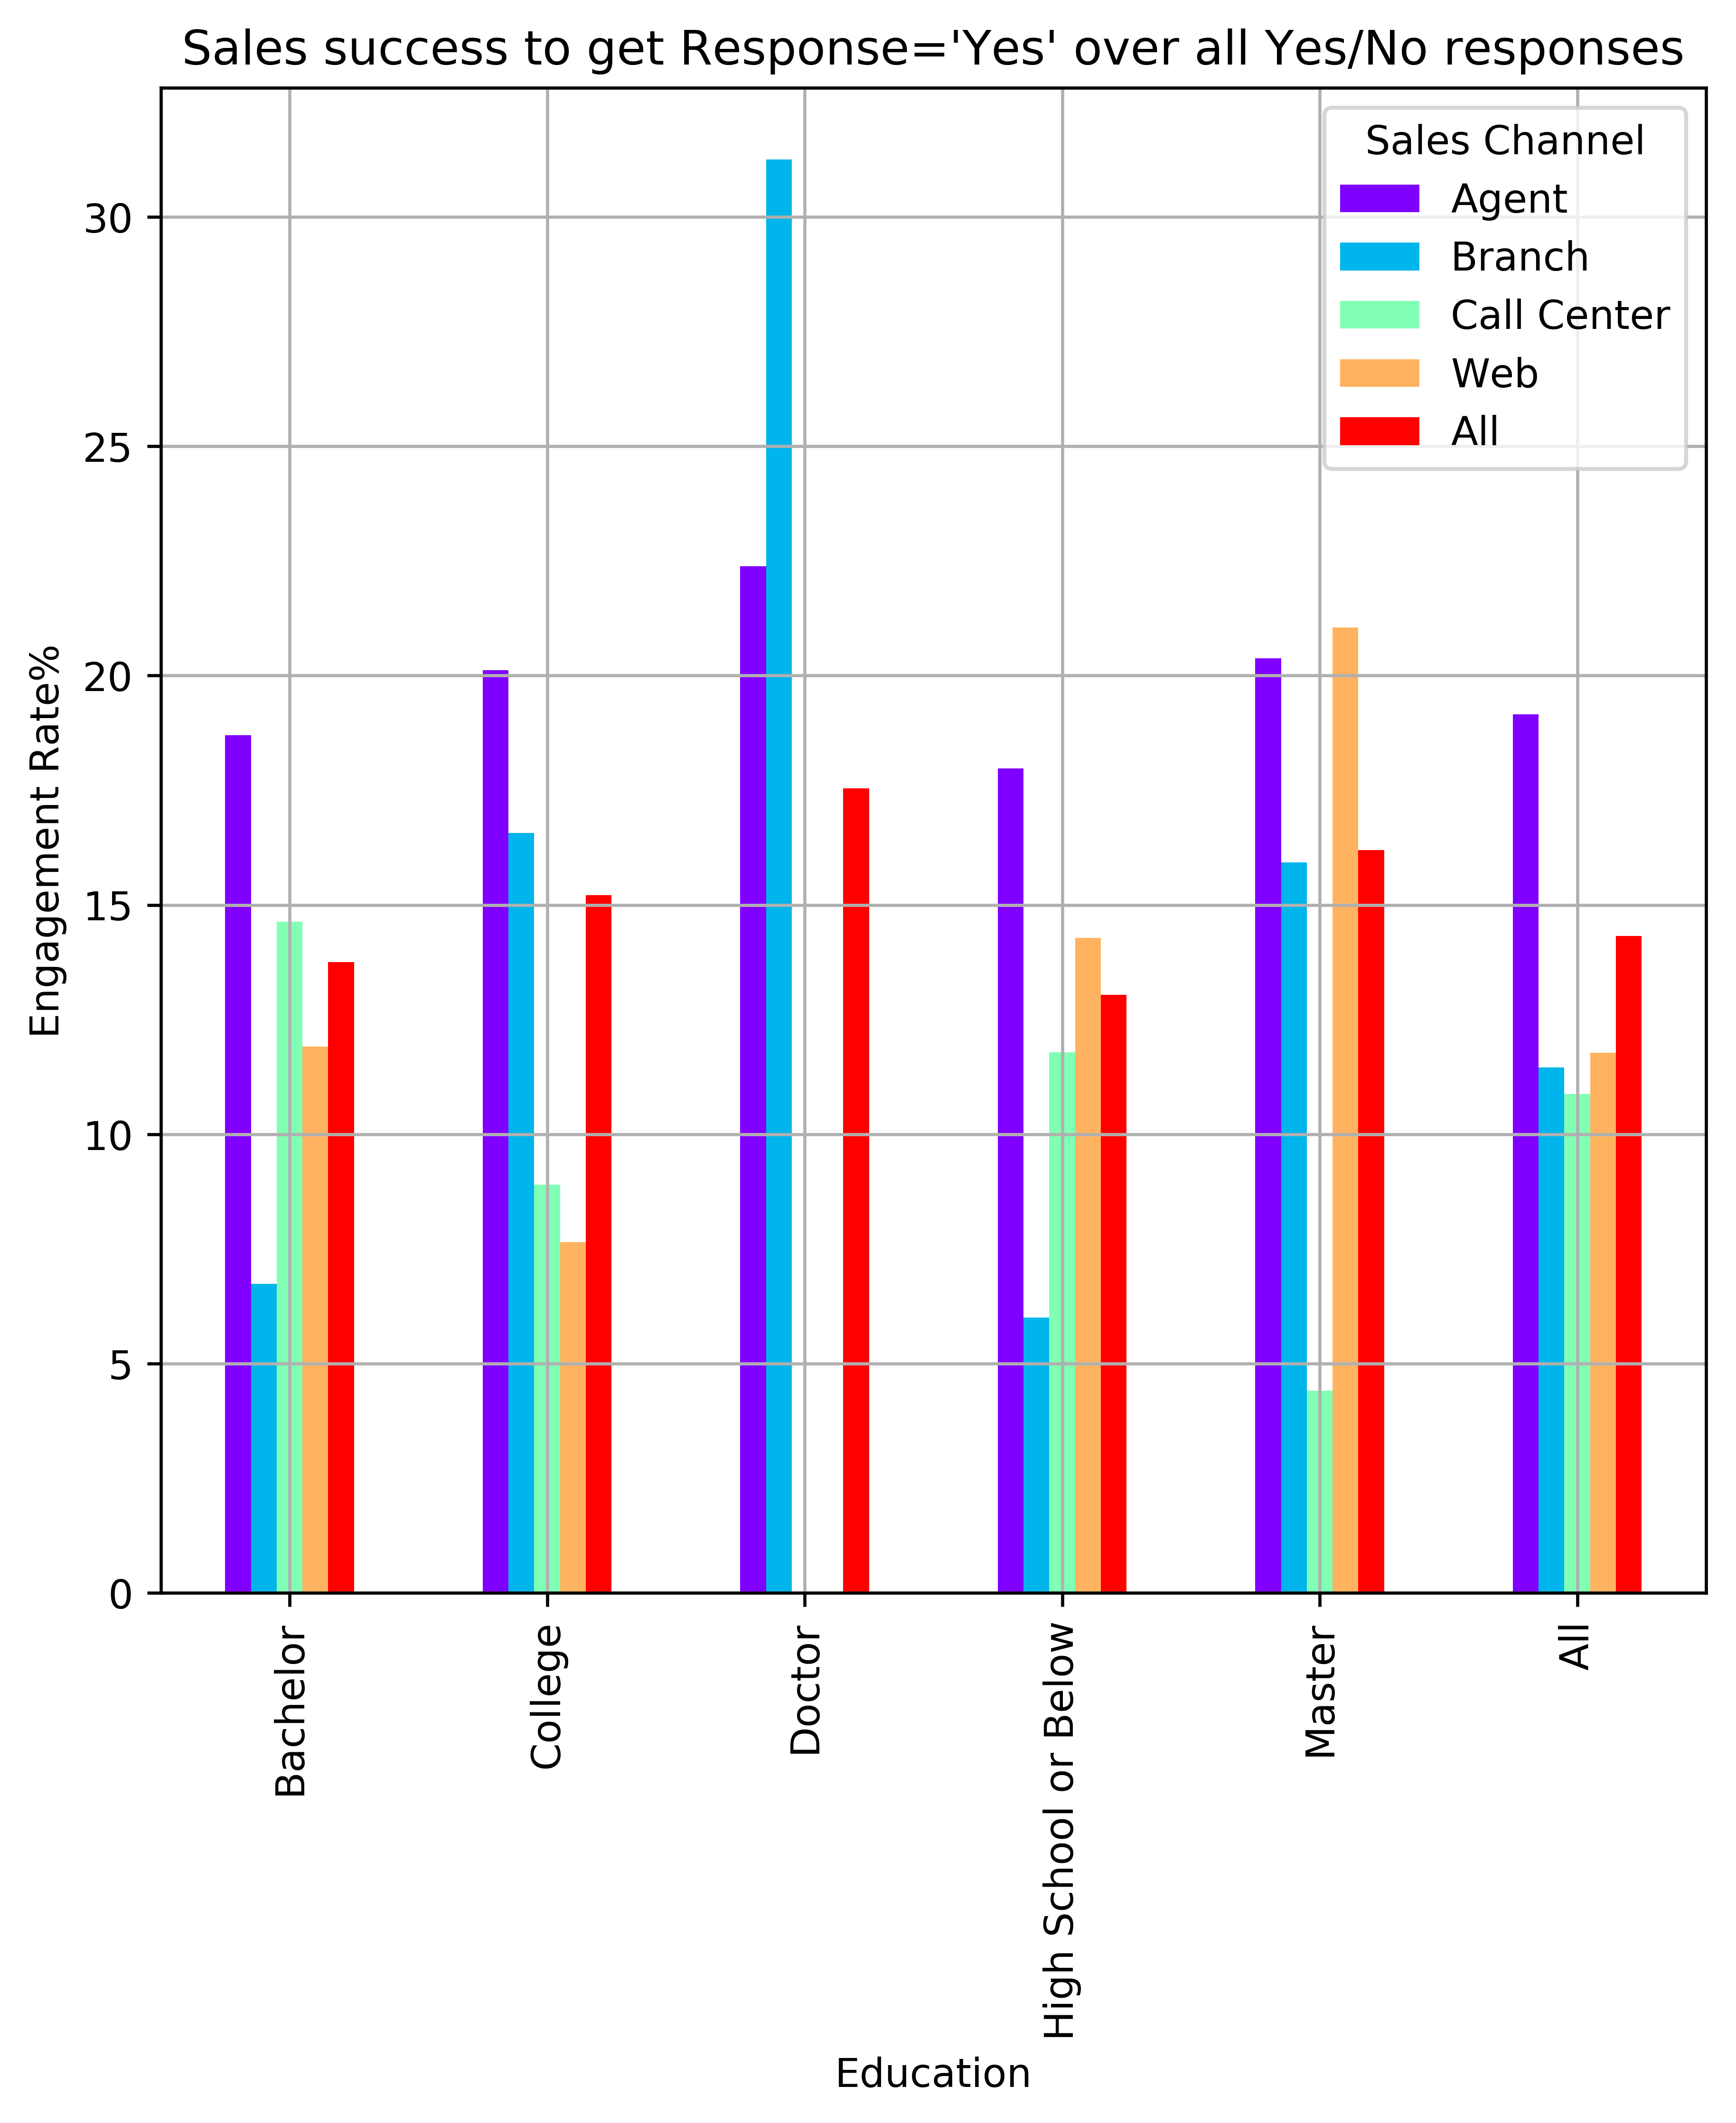 Sales success to get Response='Yes' over all Yes/No responses
Sales Channel
Agent
Branch
Call Center
Web
All
Engagement Rate%
30
25
20
15
10
5
0
Bachelor
College
Doctor
High School or Below
Master
All
Education